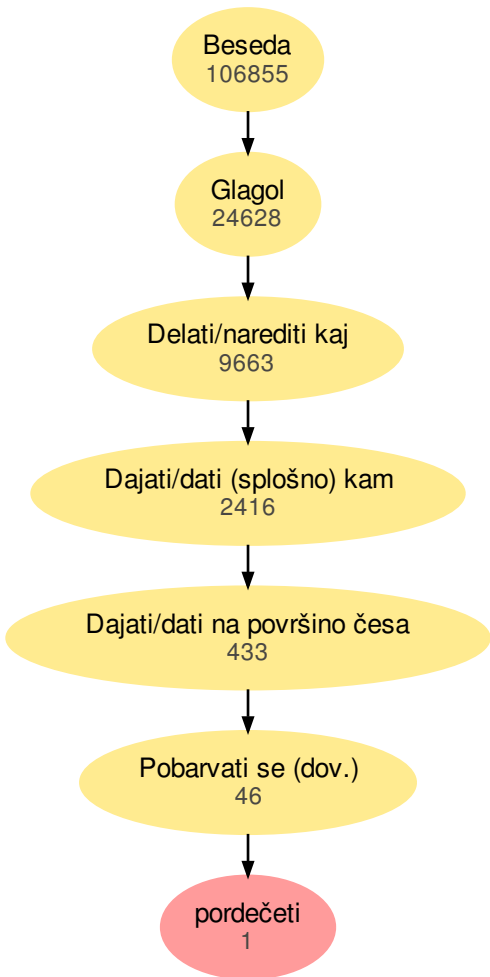 Beseda
106855
Glagol
24628
Delati/narediti kaj
9663
Dajati/dati (splošno) kam
2416
Dajati/dati na površino česa
433
Pobarvati se (dov.)
46
pordečeti
1